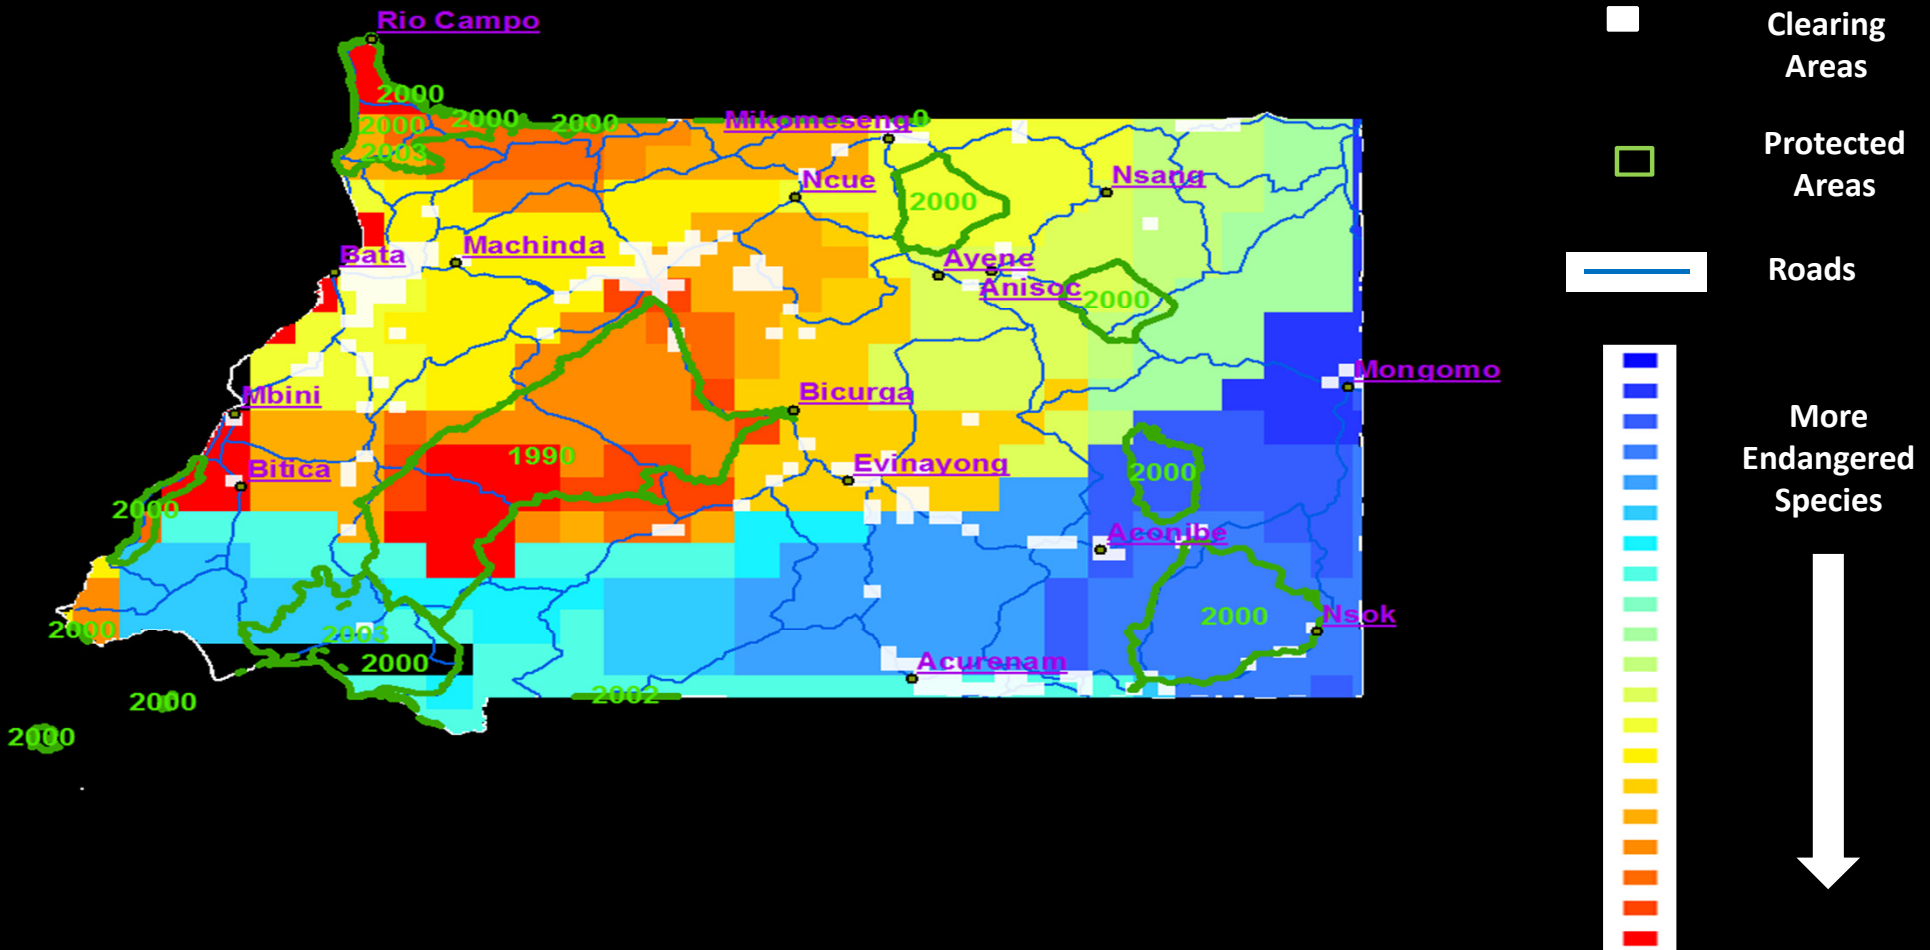 Rio Campo
2000
2000
2000
2000
2003
Mikomeseng
0
Ncue
2000
Nsang
Bata
Machinda
Ayene
Anisoc
2000
Mongomo
Mbini
Bicurga
1990
Bitica
Evinayong
2000
2000
Aconibe
2000
Nsok
2000
2003
2000
Acurenam
2002
2000
2000
Clearing
Areas
Protected
Areas
Roads
More
Endangered
Species